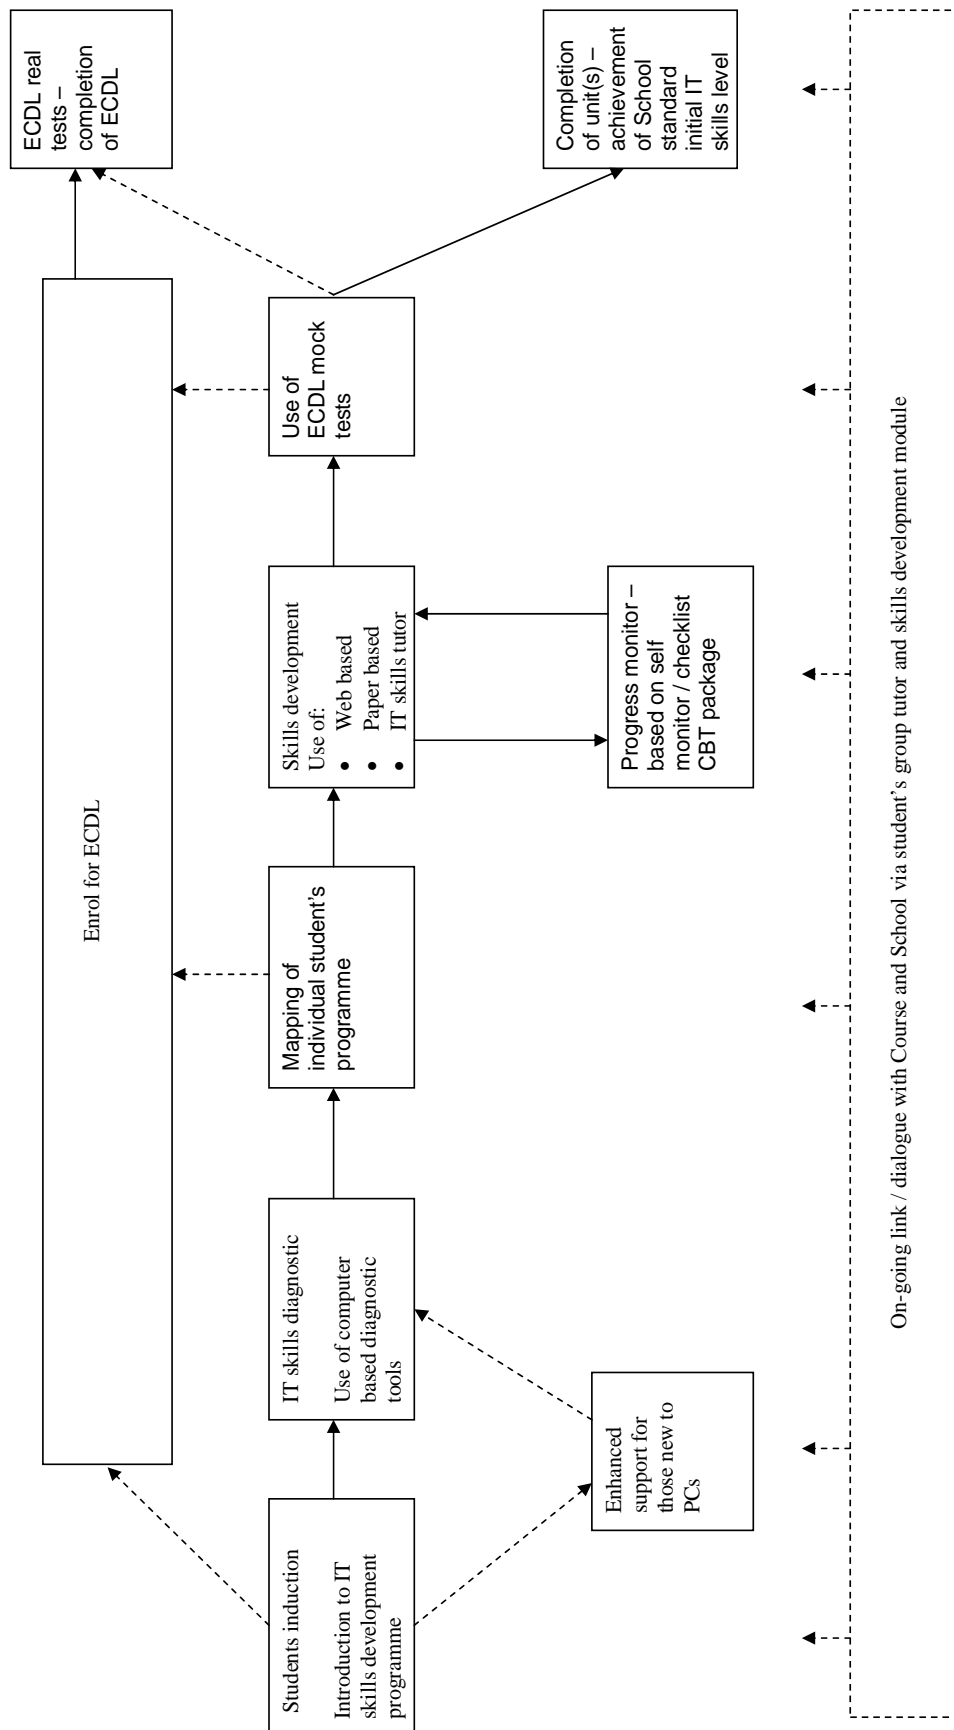 Enrol for ECDL
ECDL real
tests –
completion
of ECDL
Students induction
Introduction to IT
skills development
programme
IT skills diagnostic
Use of computer
based diagnostic
tools
Mapping of
individual student's
programme
Skills development
Use of:
• Web based
• Paper based
• IT skills tutor
Use of
ECDL mock
tests
Enhanced
support for
those new to
PCs
Progress monitor –
based on self
monitor / checklist
CBT package
Completion
of unit(s) –
achievement
of School
standard
initial IT
skills level
On-going link / dialogue with Course and School via student's group tutor and skills development module